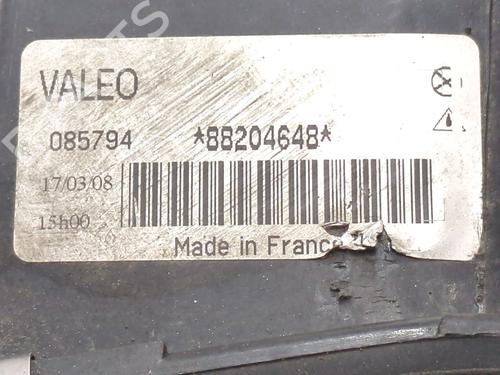 VALEO
085794 *88204648*
17/03/08
15h00
Made in France